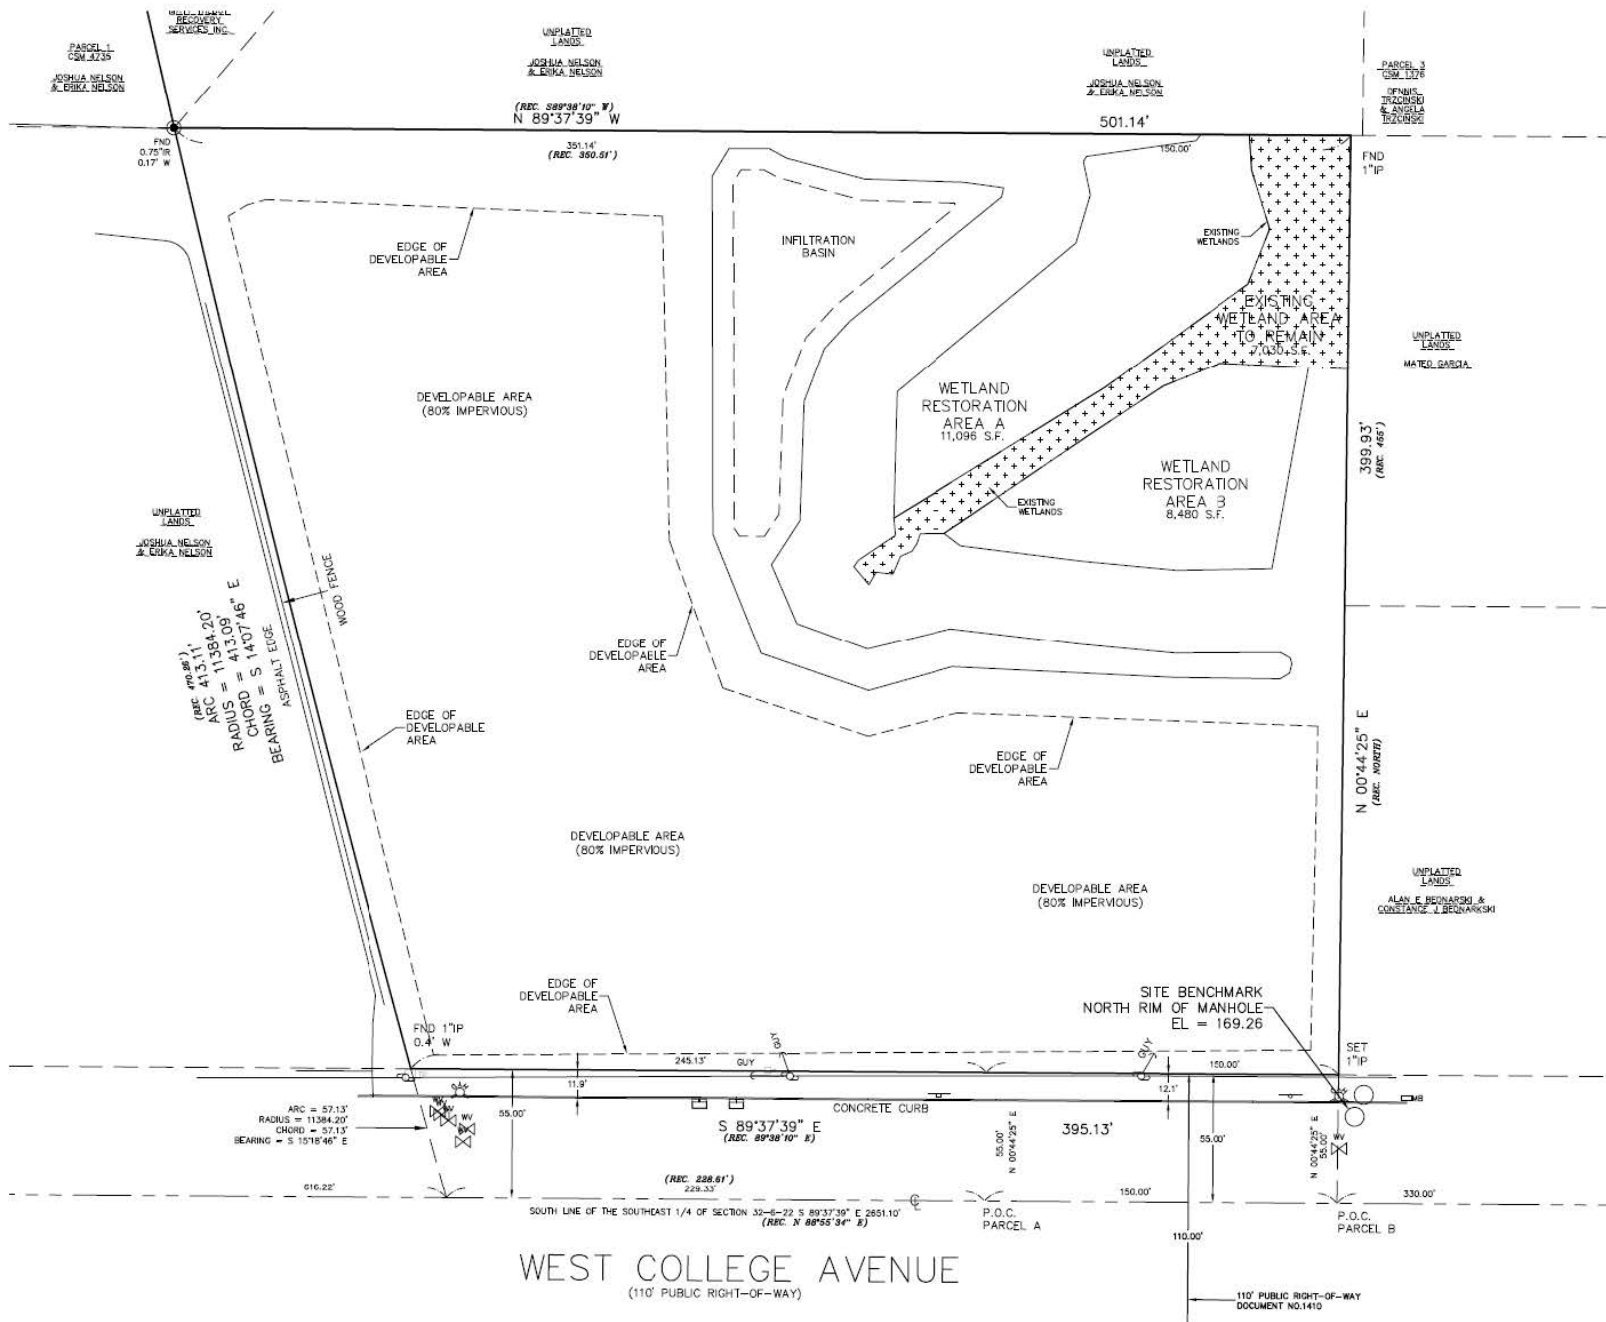 RECOVERY
SERVICES INC.
PARCEL 1
CSM 4735
JOSHUA NELSON
& ERIKA NELSON
UNPLATTED
LANDS
JOSHUA NELSON
& ERIKA NELSON
UNPLATTED
LANDS
JOSHUA NELSON
& ERIKA NELSON
PARCEL 3
CSM 1376
DENNIS
TRZCINSKI
& ANGELA
TRZCINSKI
(REC. S89°38'10" W)
N 89°37'39" W
501.14'
351.14'
(REC. 350.51')
150.00'
FND
0.75"IR
0.17' W
FND
1"IP
EDGE OF
DEVELOPABLE
AREA
INFILTRATION
BASIN
EXISTING
WETLANDS
EXISTING
WETLAND AREA
TO REMAIN
7,030 S.F.
UNPLATTED
LANDS
MATEO GARCIA
DEVELOPABLE AREA
(80% IMPERVIOUS)
WETLAND
RESTORATION
AREA A
11,096 S.F.
399.93'
(REC. 455')
WETLAND
RESTORATION
AREA B
8,480 S.F.
EXISTING
WETLANDS
UNPLATTED
LANDS
JOSHUA NELSON
& ERIKA NELSON
WOOD FENCE
(REC. 470.86')
ARC 413.11'
RADIUS = 11384.20'
CHORD = 413.09'
BEARING = S 14°07'46" E
ASPHALT EDGE
EDGE OF
DEVELOPABLE
AREA
EDGE OF
DEVELOPABLE
AREA
EDGE OF
DEVELOPABLE
AREA
N 00°44'25" E
(REC. NORTH)
DEVELOPABLE AREA
(80% IMPERVIOUS)
DEVELOPABLE AREA
(80% IMPERVIOUS)
UNPLATTED
LANDS
ALAN E BEDNARSKI &
CONSTANCE J BEDNARKSKI
EDGE OF
DEVELOPABLE
AREA
SITE BENCHMARK
NORTH RIM OF MANHOLE
EL = 169.26
FND 1"IP
0.4' W
SET
1"IP
245.13'
GUY
GUY
GUY
150.00'
11.9'
12.1'
CONCRETE CURB
MB
ARC = 57.13'
RADIUS = 11384.20'
CHORD = 57.13'
BEARING = S 15°18'46" E
WV
WV
55.00'
S 89°37'39" E
(REC. 89°38'10" E)
395.13'
55.00'
N 00°44'25" E
55.00'
N 00°44'25" E
55.00'
WV
616.22'
(REC. 228.61')
229.33'
150.00'
330.00'
SOUTH LINE OF THE SOUTHEAST 1/4 OF SECTION 32-6-22 S 89°37'39" E 2651.10'
(REC. N 88°55'34" E)
P.O.C.
PARCEL A
P.O.C.
PARCEL B
110.00'
WEST COLLEGE AVENUE
(110' PUBLIC RIGHT-OF-WAY)
110' PUBLIC RIGHT-OF-WAY
DOCUMENT NO.1410